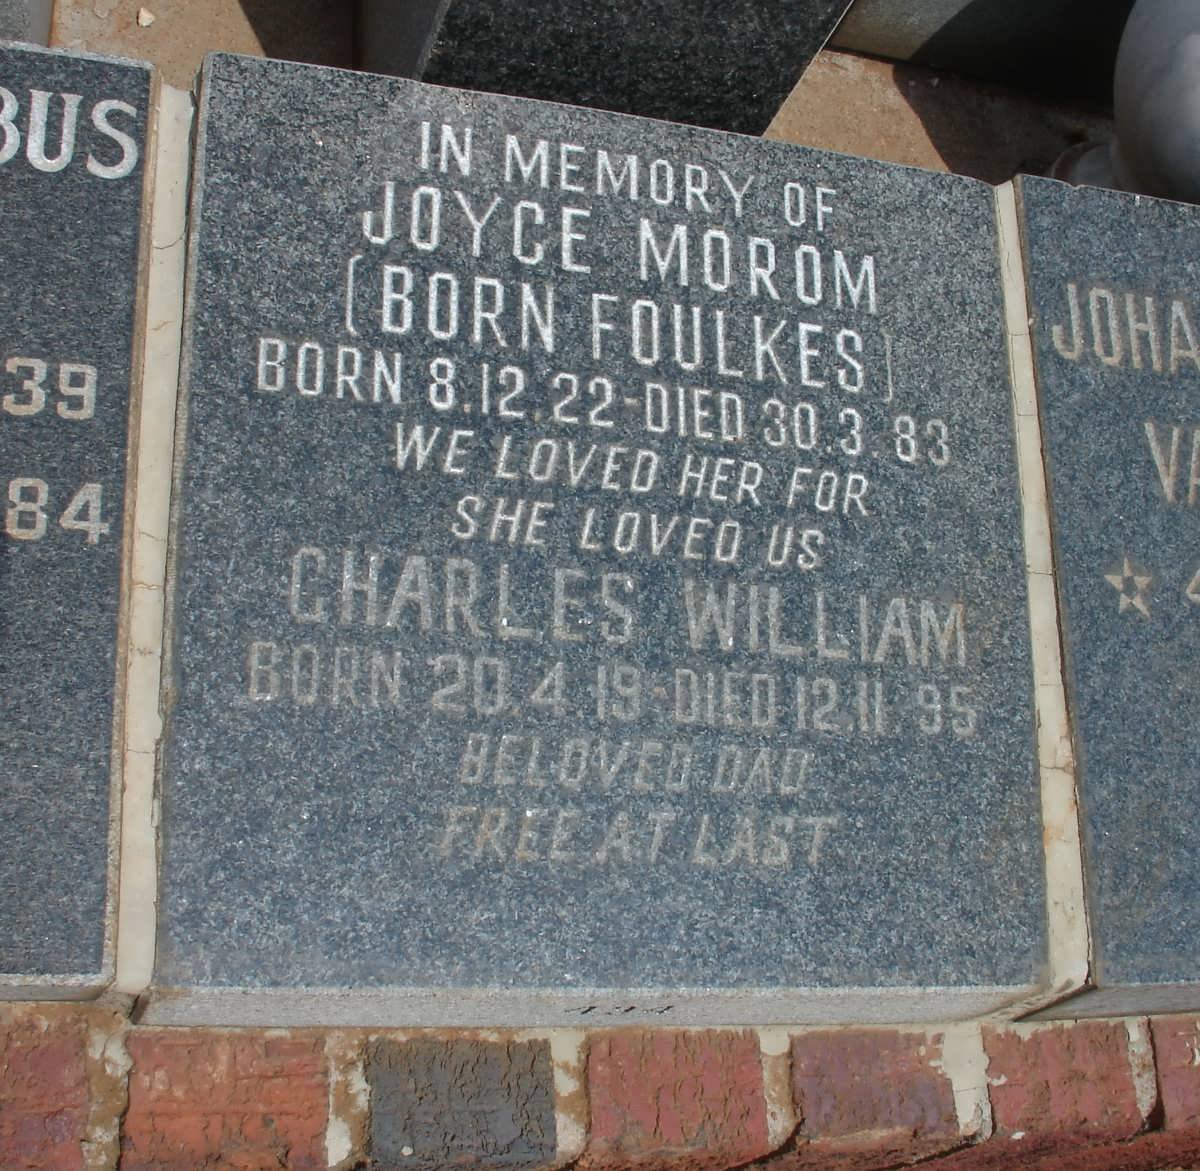 BUS
39
84
IN MEMORY OF
JOYCE MOROM
(BORN FOULKES)
BORN 8.12.22-DIED 30.3.83
WE LOVED HER FOR
SHE LOVED US
CHARLES WILLIAM
BORN 20.4.19-DIED 12.11.95
BELOVED DAD
FREE AT LAST
434
JOHA
VA